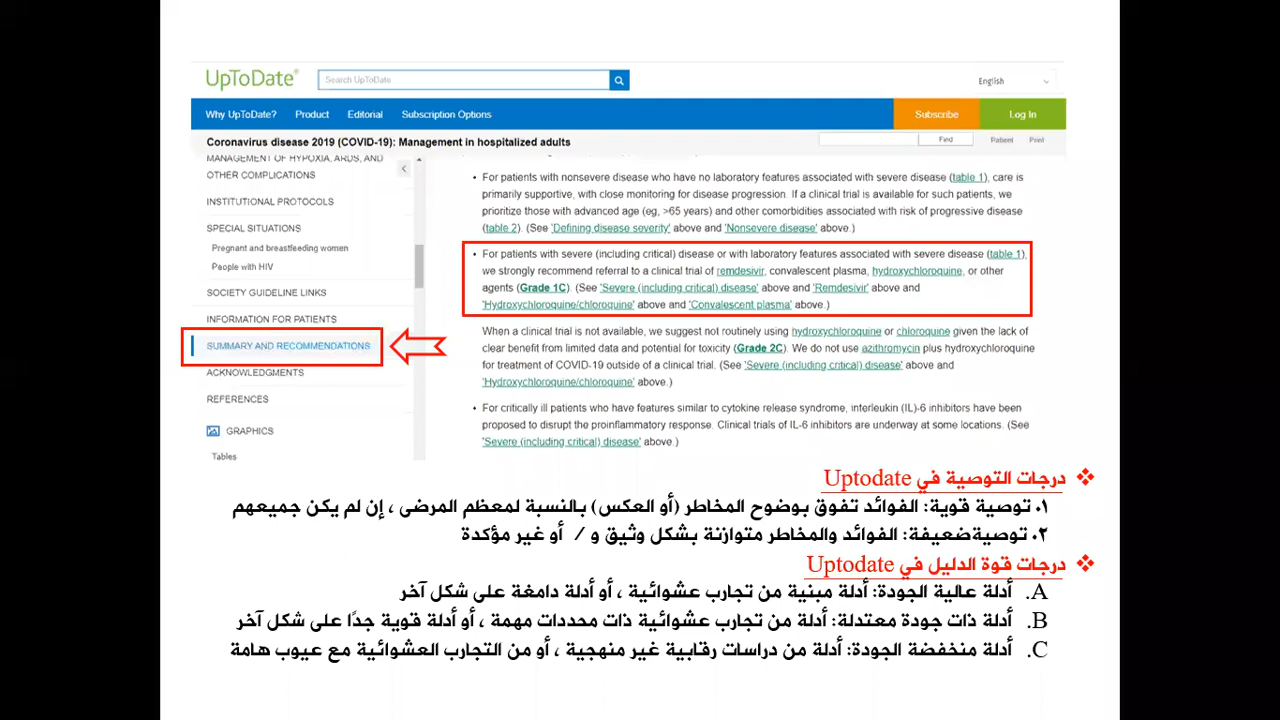 UpToDate®
Search UpToDate
English
Why UpToDate? Product Editorial Subscription Options Subscribe Log In
Coronavirus disease 2019 (COVID-19): Management in hospitalized adults
Find Patient Print
MANAGEMENT OF HYPOXIA, ARDS, AND
OTHER COMPLICATIONS
INSTITUTIONAL PROTOCOLS
SPECIAL SITUATIONS
Pregnant and breastfeeding women
People with HIV
SOCIETY GUIDELINE LINKS
INFORMATION FOR PATIENTS
SUMMARY AND RECOMMENDATIONS
ACKNOWLEDGMENTS
REFERENCES
GRAPHICS
Tables
• For patients with nonsevere disease who have no laboratory features associated with severe disease (table 1), care is
primarily supportive, with close monitoring for disease progression. If a clinical trial is available for such patients, we
prioritize those with advanced age (eg, >65 years) and other comorbidities associated with risk of progressive disease
(table 2). (See 'Defining disease severity' above and 'Nonsevere disease' above.)
• For patients with severe (including critical) disease or with laboratory features associated with severe disease (table 1),
we strongly recommend referral to a clinical trial of remdesivir, convalescent plasma, hydroxychloroquine, or other
agents (Grade 1C). (See 'Severe (including critical) disease' above and 'Remdesivir' above and
'Hydroxychloroquine/chloroquine' above and 'Convalescent plasma' above.)
When a clinical trial is not available, we suggest not routinely using hydroxychloroquine or chloroquine given the lack of
clear benefit from limited data and potential for toxicity (Grade 2C). We do not use azithromycin plus hydroxychloroquine
for treatment of COVID-19 outside of a clinical trial. (See 'Severe (including critical) disease' above and
'Hydroxychloroquine/chloroquine' above.)
• For critically ill patients who have features similar to cytokine release syndrome, interleukin (IL)-6 inhibitors have been
proposed to disrupt the proinflammatory response. Clinical trials of IL-6 inhibitors are underway at some locations. (See
'Severe (including critical) disease' above.)
❖ درجات التوصية في Uptodate
١. توصية قوية: الفوائد تفوق بوضوح المخاطر (أو العكس) بالنسبة لمعظم المرضى ، إن لم يكن جميعهم
٢. توصيةضعيفة: الفوائد والمخاطر متوازنة بشكل وثيق و / أو غير مؤكدة
❖ درجات قوة الدليل في Uptodate
A. أدلة عالية الجودة: أدلة مبنية من تجارب عشوائية ، أو أدلة دامغة على شكل آخر
B. أدلة ذات جودة معتدلة: أدلة من تجارب عشوائية ذات محددات مهمة ، أو أدلة قوية جدًا على شكل آخر
C. أدلة منخفضة الجودة: أدلة من دراسات رقابية غير منهجية ، أو من التجارب العشوائية مع عيوب هامة